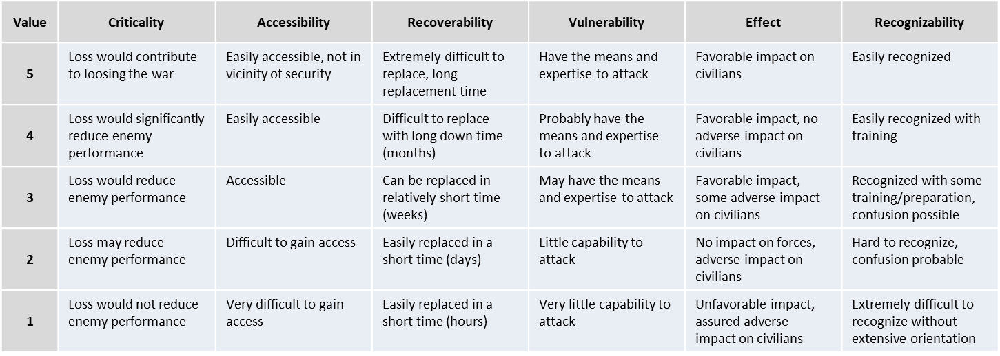 Value Criticality Accessibility Recoverability Vulnerability Effect Recognizability
5
Loss would contribute
to loosing the war
Easily accessible, not in
vicinity of security
Extremely difficult to
replace, long
replacement time
Have the means and
expertise to attack
Favorable impact on
civilians
Easily recognized
4
Loss would significantly
reduce enemy
performance
Easily accessible
Difficult to replace
with long down time
(months)
Probably have the
means and expertise
to attack
Favorable impact, no
adverse impact on
civilians
Easily recognized with
training
3
Loss would reduce
enemy performance
Accessible
Can be replaced in
relatively short time
(weeks)
May have the means
and expertise to attack
Favorable impact,
some adverse impact
on civilians
Recognized with some
training/preparation,
confusion possible
2
Loss may reduce
enemy performance
Difficult to gain access
Easily replaced in a
short time (days)
Little capability to
attack
No impact on forces,
adverse impact on
civilians
Hard to recognize,
confusion probable
1
Loss would not reduce
enemy performance
Very difficult to gain
access
Easily replaced in a
short time (hours)
Very little capability to
attack
Unfavorable impact,
assured adverse
impact on civilians
Extremely difficult to
recognize without
extensive orientation